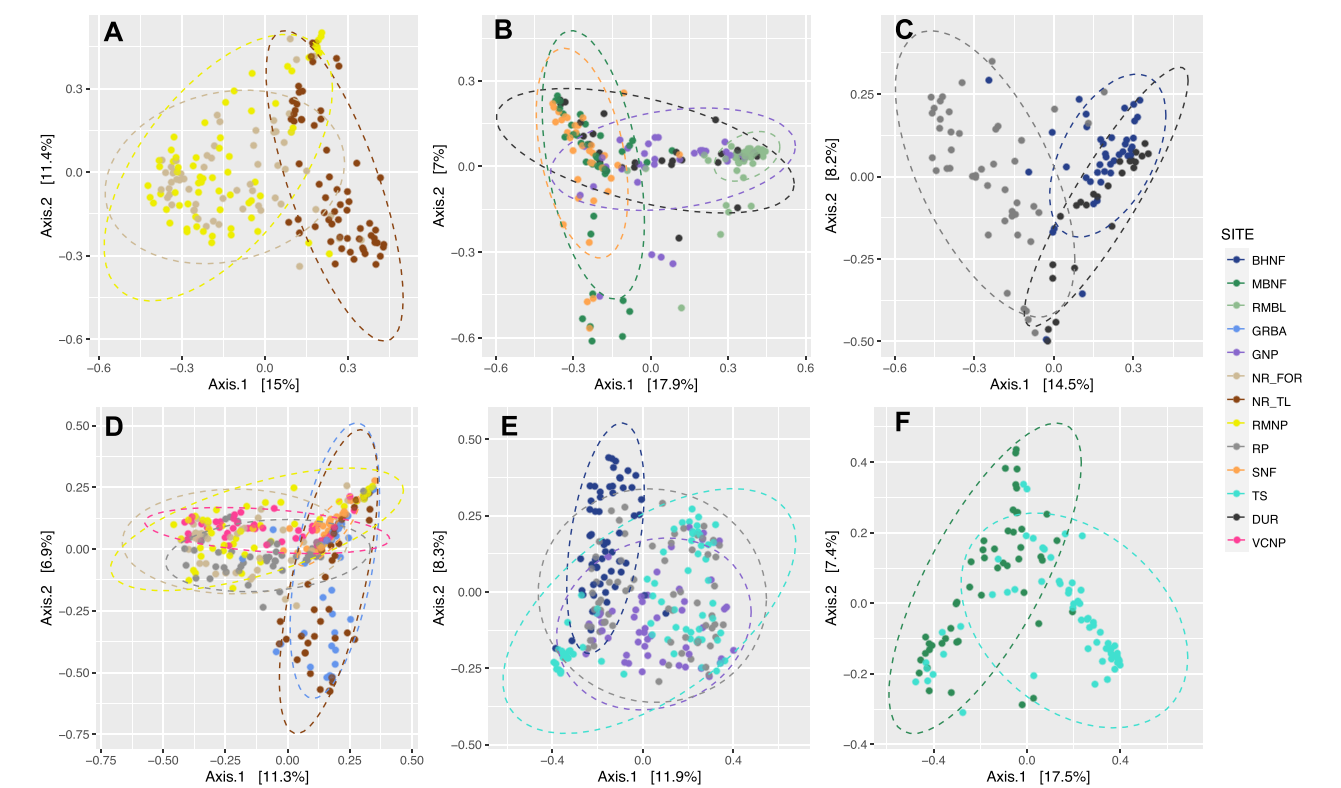 A
B
C
0.3
0.0
−0.3
−0.6
Axis.2 [11.4%]
−0.6
−0.3
0.0
0.3
Axis.1 [15%]
0.3
0.0
−0.3
−0.6
Axis.2 [7%]
−0.6
−0.3
0.0
0.3
0.6
Axis.1 [17.9%]
0.25
0.00
−0.25
−0.50
Axis.2 [8.2%]
−0.6
−0.3
0.0
0.3
Axis.1 [14.5%]
D
E
F
0.50
0.25
0.00
−0.25
−0.50
−0.75
Axis.2 [6.9%]
−0.75
−0.50
−0.25
0.00
0.25
0.50
Axis.1 [11.3%]
0.50
0.25
0.00
−0.25
−0.50
Axis.2 [8.3%]
−0.4
0.0
0.4
Axis.1 [11.9%]
0.4
0.2
0.0
−0.2
−0.4
Axis.2 [7.4%]
−0.4
0.0
0.4
Axis.1 [17.5%]
SITE
BHNF
MBNF
RMBL
GRBA
GNP
NR_FOR
NR_TL
RMNP
RP
SNF
TS
DUR
VCNP